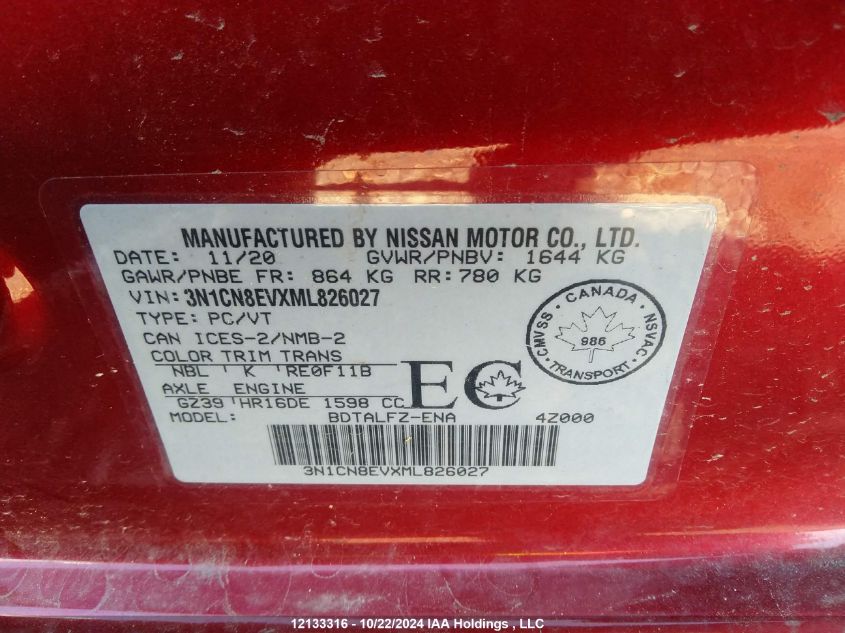 MANUFACTURED BY NISSAN MOTOR CO., LTD.
DATE: 11/20 GVWR/PNBV: 1644 KG
GAWR/PNBE FR: 864 KG RR: 780 KG
VIN: 3N1CN8EVXML826027
TYPE: PC/VT
CAN ICES-2/NMB-2
COLOR TRIM TRANS
NBL ' K 'RE0F11B
AXLE ENGINE
GZ39 'HR16DE 1598 CC
MODEL: BDTALFZ-ENA 4Z000
EC
CMVSS · CANADA · NSVAC · TRANSPORT ·
986
3N1CN8EVXML826027
12133316 - 10/22/2024 IAA Holdings , LLC